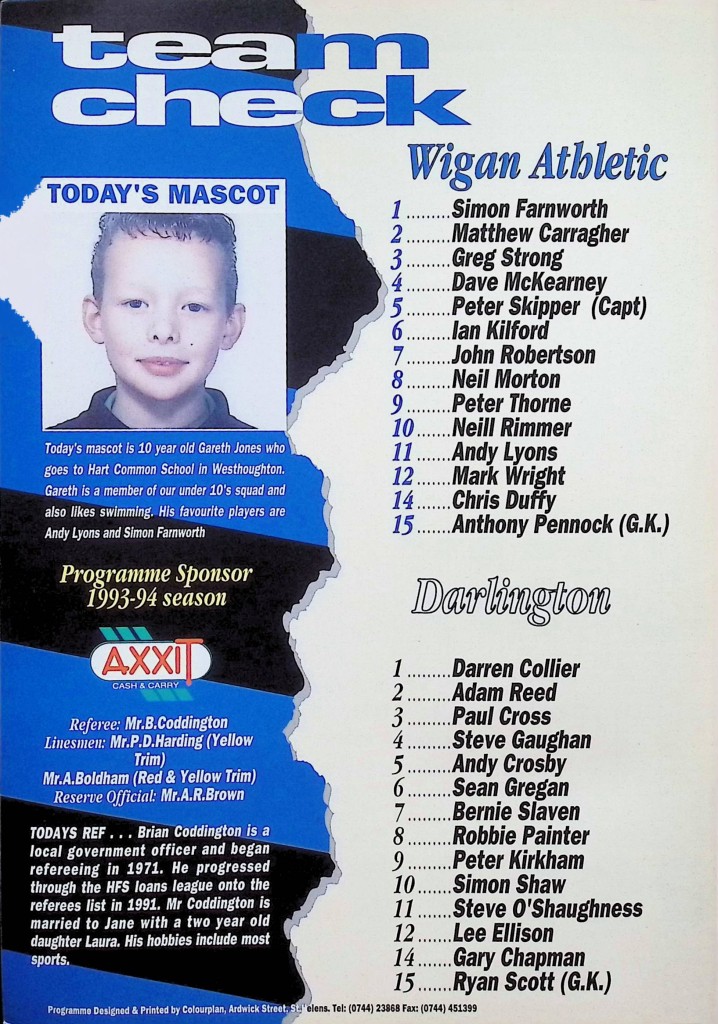 team
check
TODAY'S MASCOT
Today's mascot is 10 year old Gareth Jones who
goes to Hart Common School in Westhoughton.
Gareth is a member of our under 10's squad and
also likes swimming. His favourite players are
Andy Lyons and Simon Farnworth
Programme Sponsor
1993-94 season
AXXIT
CASH & CARRY
Referee: Mr.B.Coddington
Linesmen: Mr.P.D.Harding (Yellow
Trim)
Mr.A.Boldham (Red & Yellow Trim)
Reserve Official: Mr.A.R.Brown
TODAYS REF . . . Brian Coddington is a
local government officer and began
refereeing in 1971. He progressed
through the HFS loans league onto the
referees list in 1991. Mr Coddington is
married to Jane with a two year old
daughter Laura. His hobbies include most
sports.
Wigan Athletic
1.........Simon Farnworth
2.........Matthew Carragher
3.........Greg Strong
4.........Dave McKearney
5.........Peter Skipper (Capt)
6.........Ian Kilford
7.........John Robertson
8.........Neil Morton
9.........Peter Thorne
10.......Neill Rimmer
11.......Andy Lyons
12.......Mark Wright
14.......Chris Duffy
15.......Anthony Pennock (G.K.)
Darlington
1.........Darren Collier
2.........Adam Reed
3.........Paul Cross
4.........Steve Gaughan
5.........Andy Crosby
6.........Sean Gregan
7.........Bernie Slaven
8.........Robbie Painter
9.........Peter Kirkham
10.......Simon Shaw
11.......Steve O'Shaughness
12.......Lee Ellison
14.......Gary Chapman
15.......Ryan Scott (G.K.)
Programme Designed & Printed by Colourplan, Ardwick Street, St.Helens. Tel: (0744) 23868 Fax: (0744) 451399